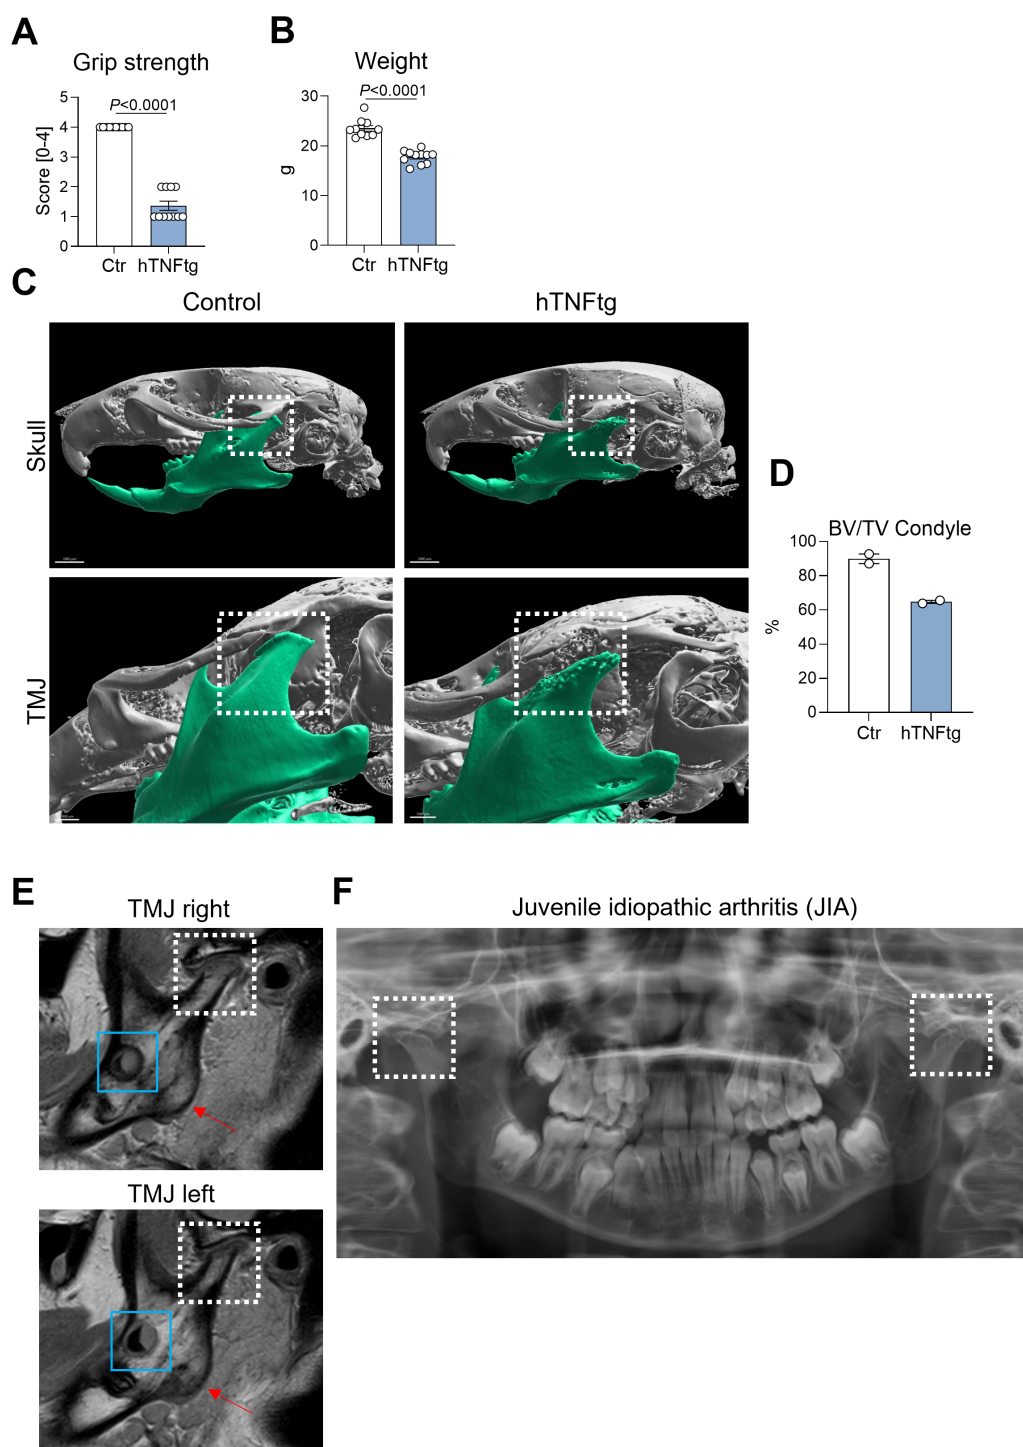 A
Grip strength
P<0.0001
Score [0-4]
5
4
3
2
1
0
Ctr hTNFtg
B
Weight
P<0.0001
g
30
20
10
0
Ctr hTNFtg
C
Control hTNFtg
Skull
TMJ
D
BV/TV Condyle
%
100
80
60
40
20
0
Ctr hTNFtg
E
TMJ right
TMJ left
F
Juvenile idiopathic arthritis (JIA)